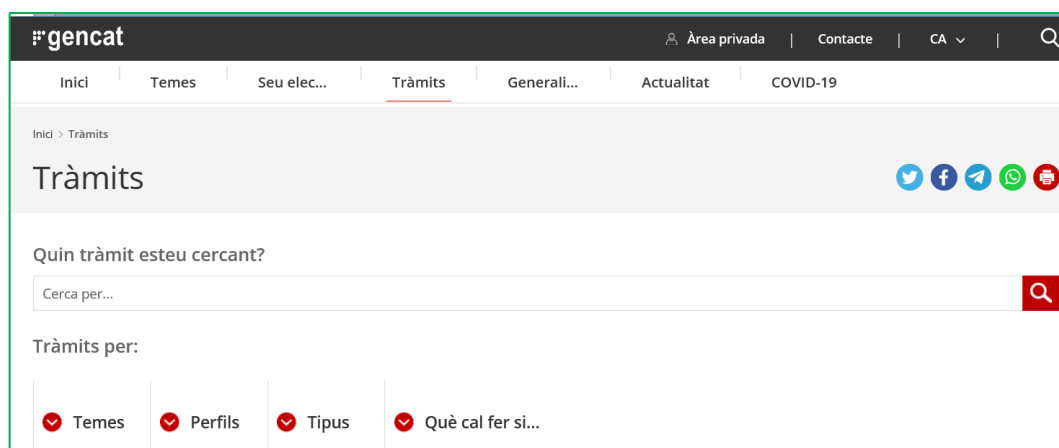 gencat
Àrea privada | Contacte | CA |
Inici Temes Seu elec... Tràmits Generali... Actualitat COVID-19
Inici > Tràmits
Tràmits
Quin tràmit esteu cercant?
Cerca per...
Tràmits per:
Temes Perfils Tipus Què cal fer si...